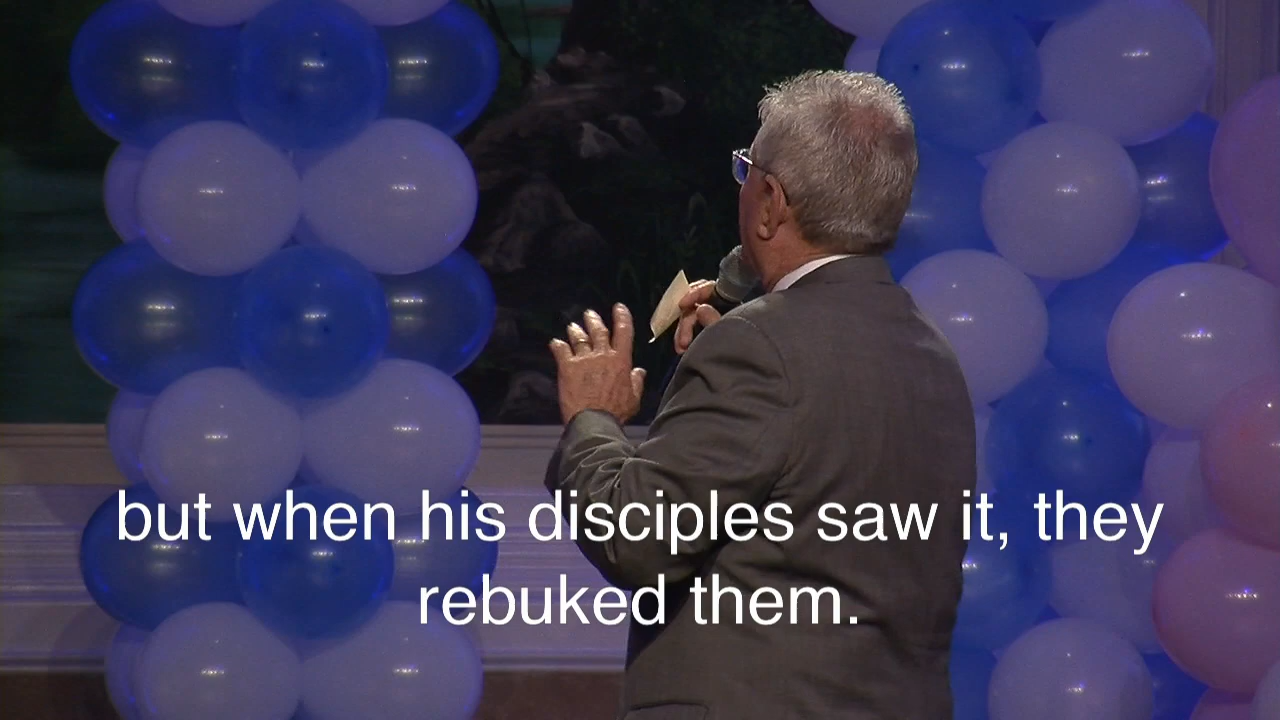 but when his disciples saw it, they
rebuked them.